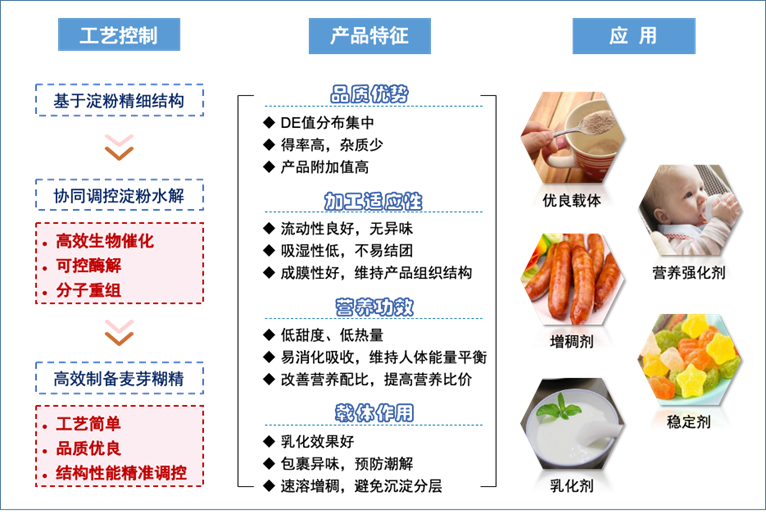 工艺控制
基于淀粉精细结构
协同调控淀粉水解
• 高效生物催化
• 可控酶解
• 分子重组
高效制备麦芽糊精
• 工艺简单
• 品质优良
• 结构性能精准调控
产品特征
品质优势
◆ DE值分布集中
◆ 得率高，杂质少
◆ 产品附加值高
加工适应性
◆ 流动性良好，无异味
◆ 吸湿性低，不易结团
◆ 成膜性好，维持产品组织结构
营养功效
◆ 低甜度、低热量
◆ 易消化吸收，维持人体能量平衡
◆ 改善营养配比，提高营养比价
载体作用
◆ 乳化效果好
◆ 包裹异味，预防潮解
◆ 速溶增稠，避免沉淀分层
应 用
优良载体
营养强化剂
增稠剂
稳定剂
乳化剂